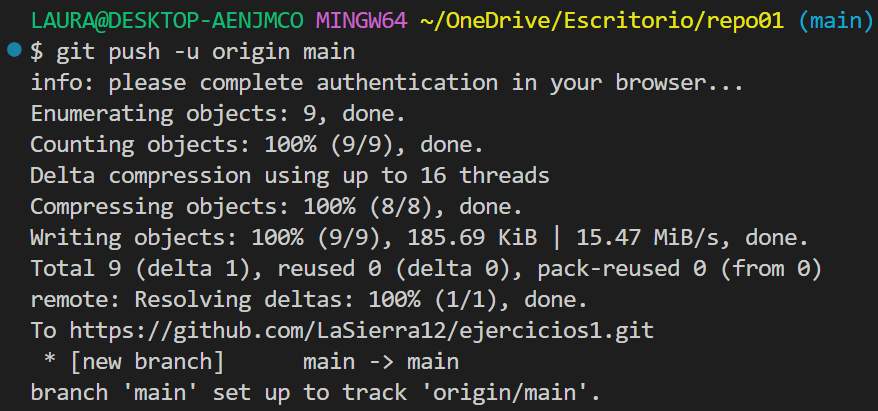 LAURA@DESKTOP-AENJMCO MINGW64 ~/OneDrive/Escritorio/repo01 (main)
$ git push -u origin main
info: please complete authentication in your browser...
Enumerating objects: 9, done.
Counting objects: 100% (9/9), done.
Delta compression using up to 16 threads
Compressing objects: 100% (8/8), done.
Writing objects: 100% (9/9), 185.69 KiB | 15.47 MiB/s, done.
Total 9 (delta 1), reused 0 (delta 0), pack-reused 0 (from 0)
remote: Resolving deltas: 100% (1/1), done.
To https://github.com/LaSierra12/ejercicios1.git
 * [new branch]      main -> main
branch 'main' set up to track 'origin/main'.